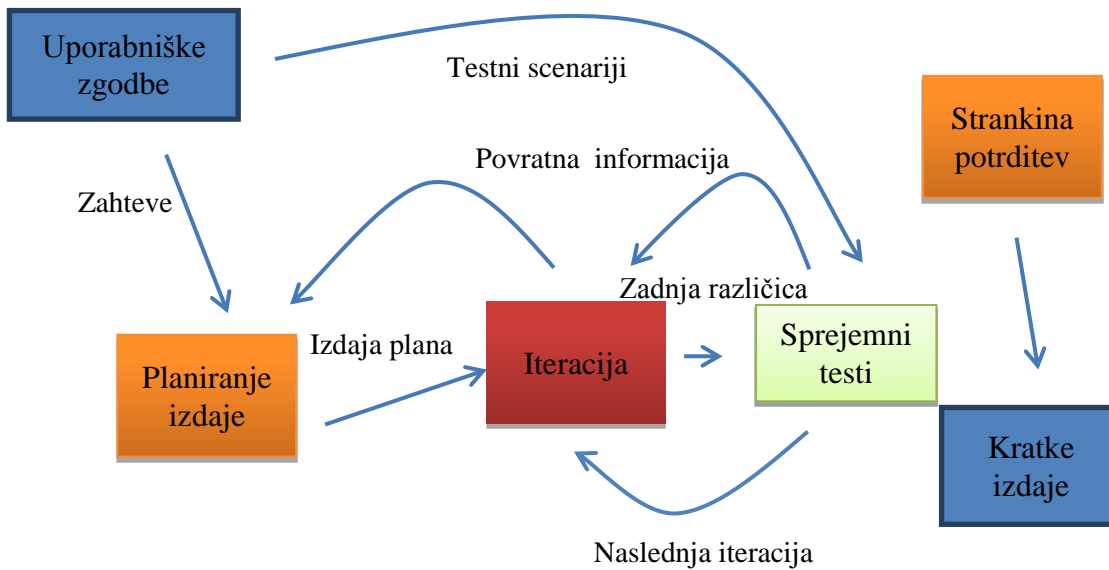 Uporabniške
zgodbe
Testni scenariji
Strankina
potrditev
Povratna  informacija
Zahteve
Zadnja različica
Izdaja plana
Planiranje
izdaje
Iteracija
Sprejemni
testi
Kratke
izdaje
Naslednja iteracija